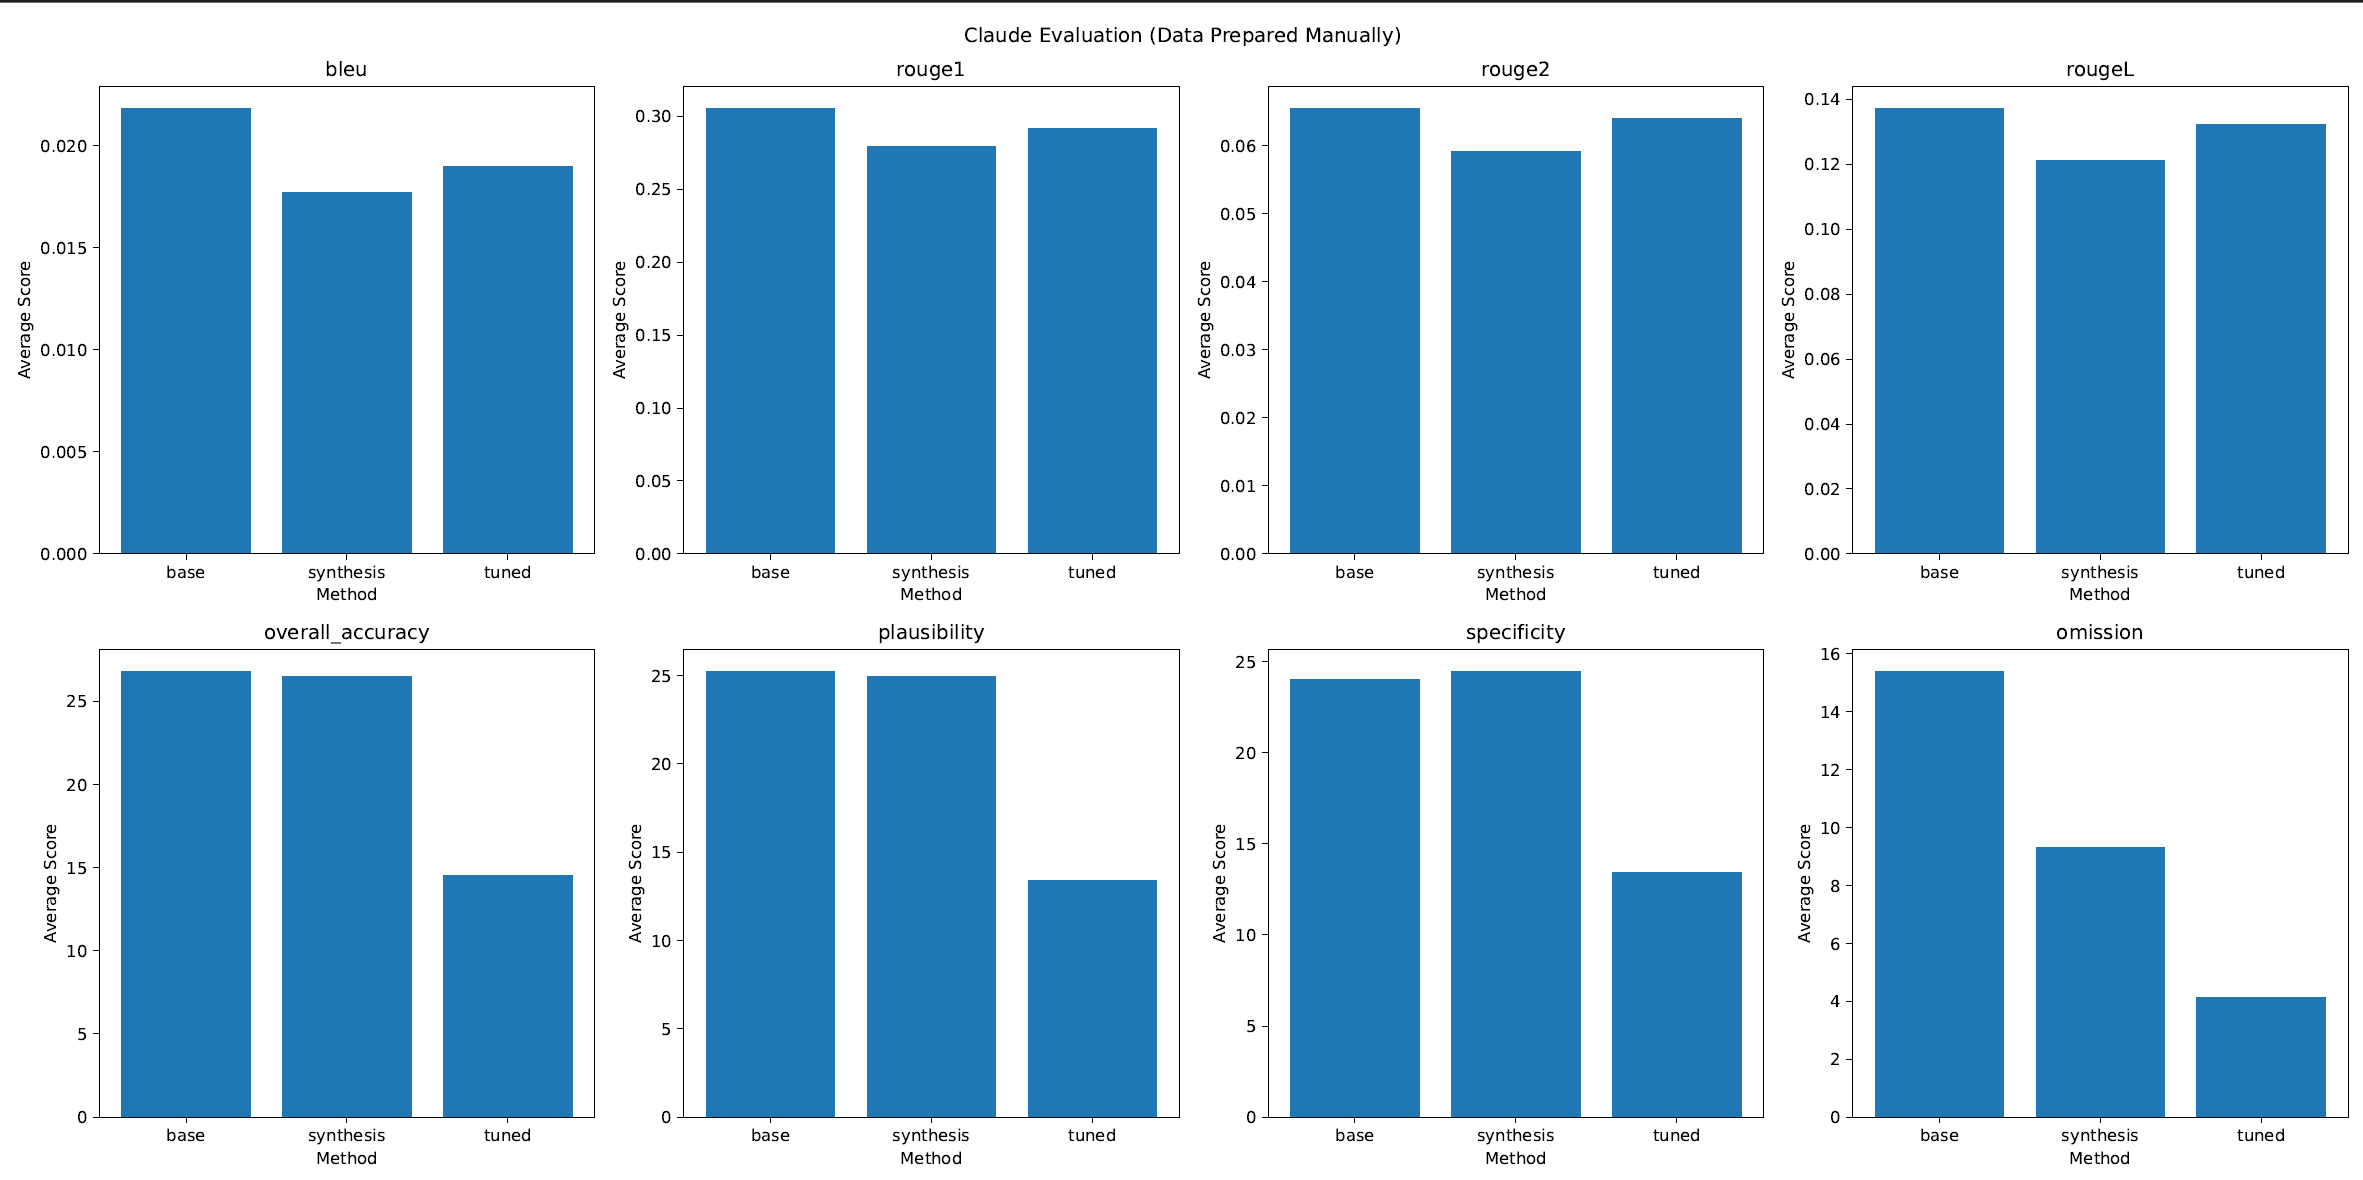 Claude Evaluation (Data Prepared Manually)
bleu
Average Score
0.020
0.015
0.010
0.005
0.000
base synthesis tuned
Method
rouge1
Average Score
0.30
0.25
0.20
0.15
0.10
0.05
0.00
base synthesis tuned
Method
rouge2
Average Score
0.06
0.05
0.04
0.03
0.02
0.01
0.00
base synthesis tuned
Method
rougeL
Average Score
0.14
0.12
0.10
0.08
0.06
0.04
0.02
0.00
base synthesis tuned
Method
overall_accuracy
Average Score
25
20
15
10
5
0
base synthesis tuned
Method
plausibility
Average Score
25
20
15
10
5
0
base synthesis tuned
Method
specificity
Average Score
25
20
15
10
5
0
base synthesis tuned
Method
omission
Average Score
16
14
12
10
8
6
4
2
0
base synthesis tuned
Method